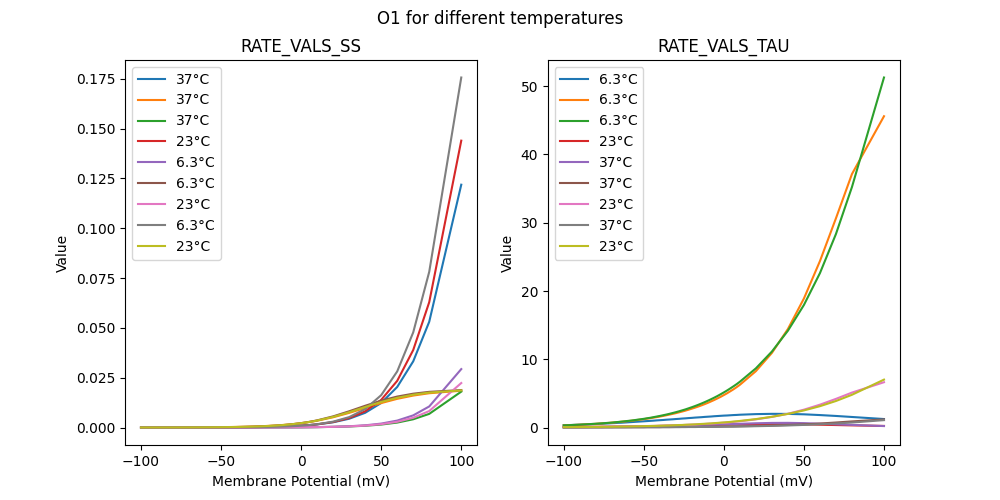 O1 for different temperatures
RATE_VALS_SS
0.175
0.150
0.125
0.100
0.075
0.050
0.025
0.000
Value
37°C
37°C
37°C
23°C
6.3°C
6.3°C
23°C
6.3°C
23°C
−100
−50
0
50
100
Membrane Potential (mV)
RATE_VALS_TAU
50
40
30
20
10
0
Value
6.3°C
6.3°C
6.3°C
23°C
37°C
37°C
23°C
37°C
23°C
−100
−50
0
50
100
Membrane Potential (mV)